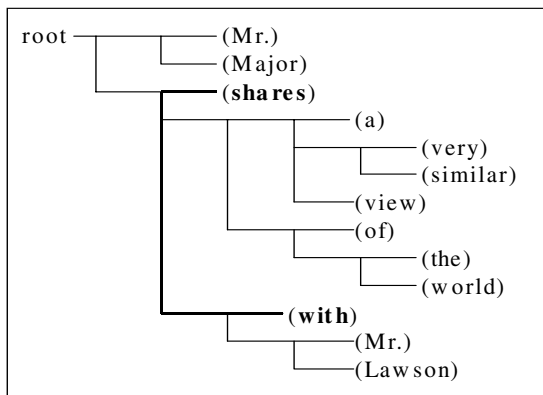 root (Mr.)
(Major)
(shares)
(a)
(very)
(similar)
(view)
(of)
(the)
(world)
(with)
(Mr.)
(Lawson)